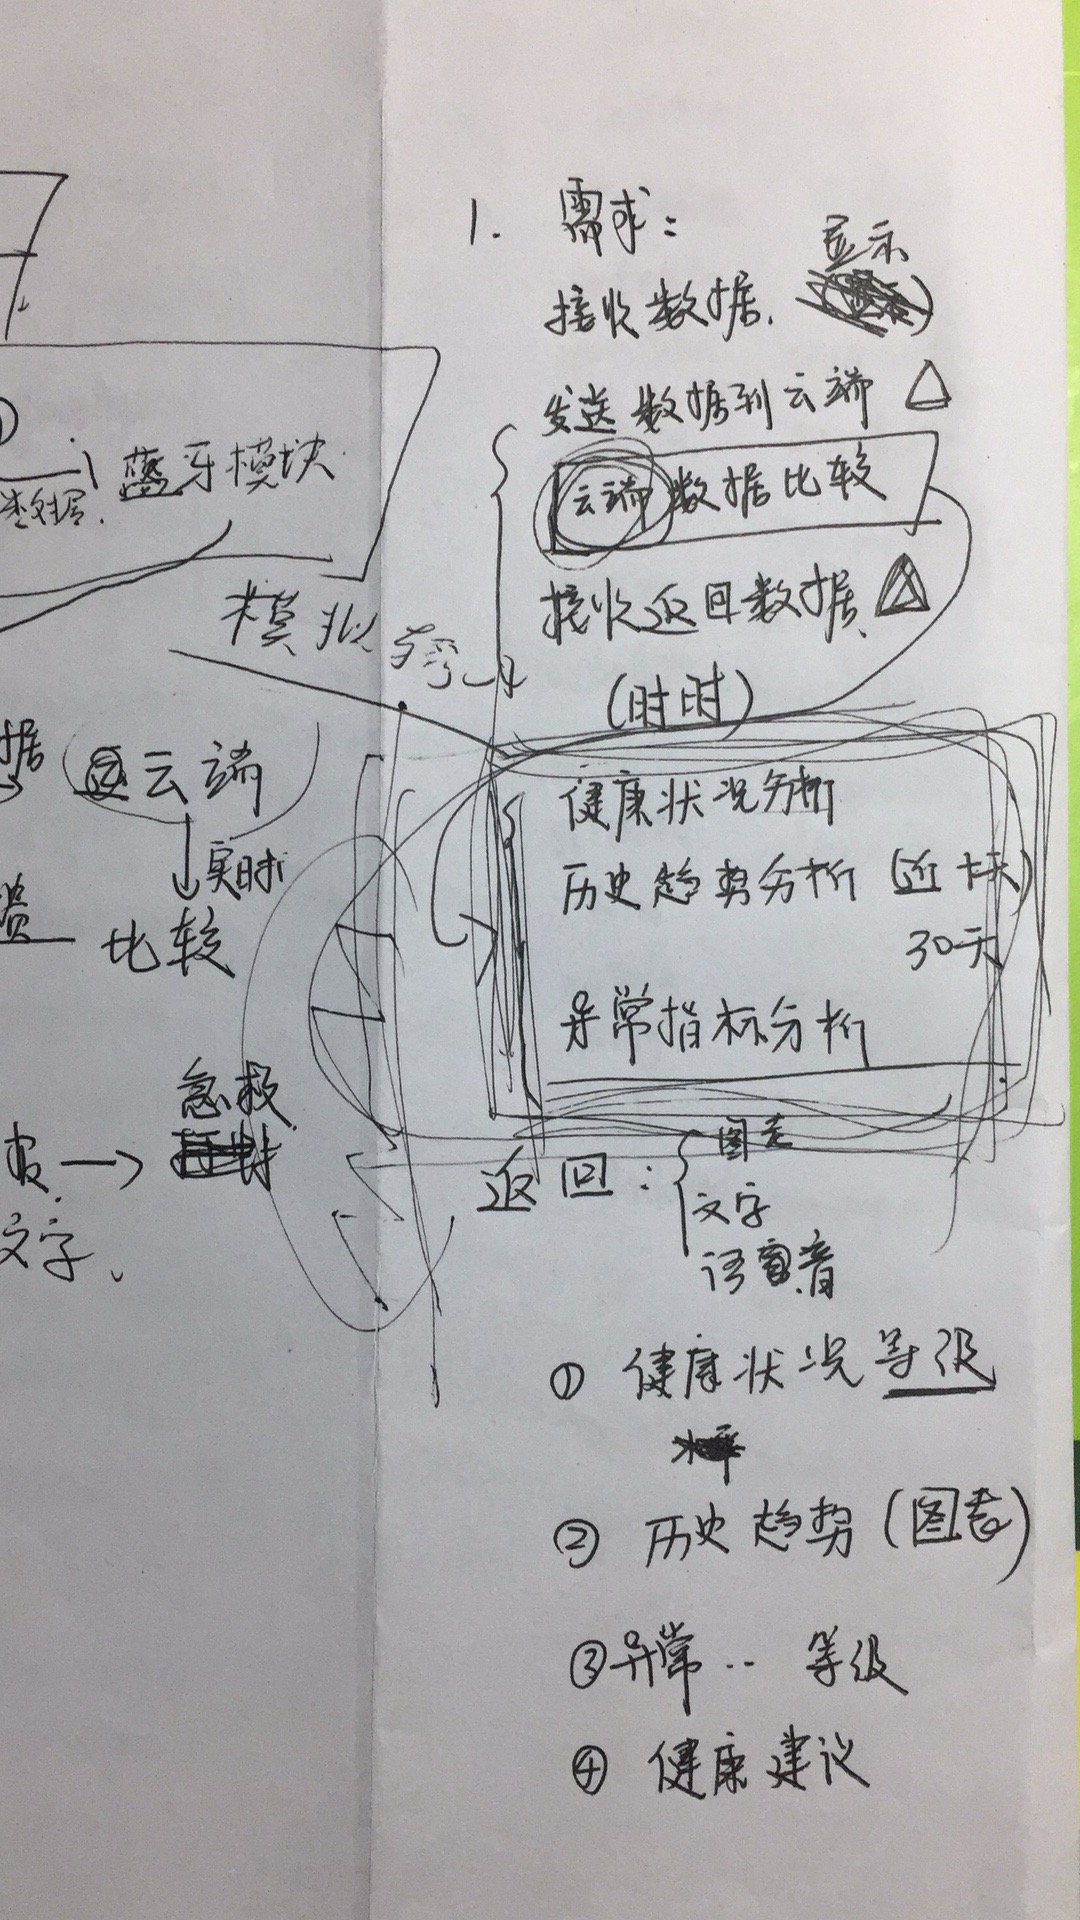 1. 需求:
显示
接收数据.
发送数据到云端 △
云端数据比较
接收返回数据 △
(时时)
健康状况分析
历史趋势分析 (近七天)
30天
异常指标分析
返回:
图表
文字
语音
① 健康状况等级
② 历史趋势 (图表)
③ 异常.. 等级
④ 健康建议
蓝牙模块
数据.
模拟
据
云端
↓实时
比较
急救
→
文字、